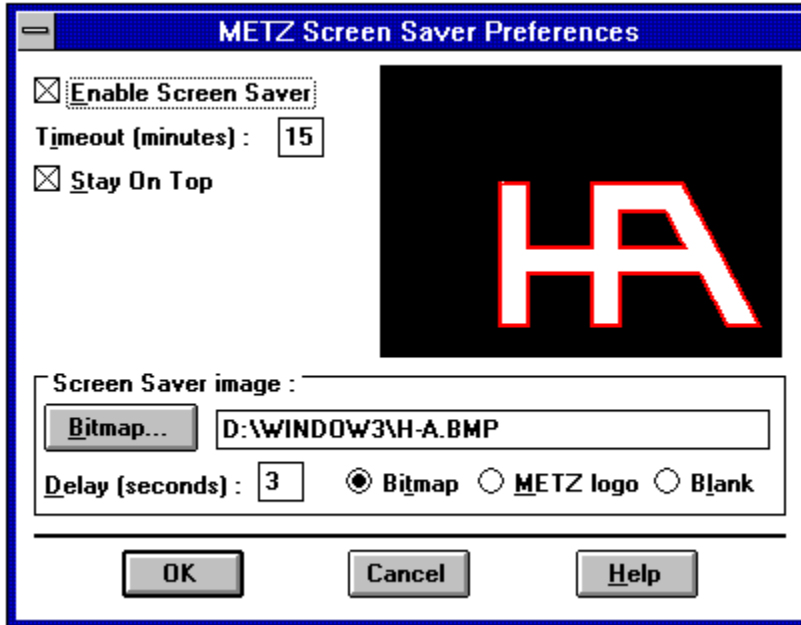 METZ Screen Saver Preferences
Enable Screen Saver
Timeout (minutes) : 15
Stay On Top
HA
Screen Saver image :
Bitmap... D:\WINDOW3\H-A.BMP
Delay (seconds) : 3 Bitmap METZ logo Blank
OK Cancel Help